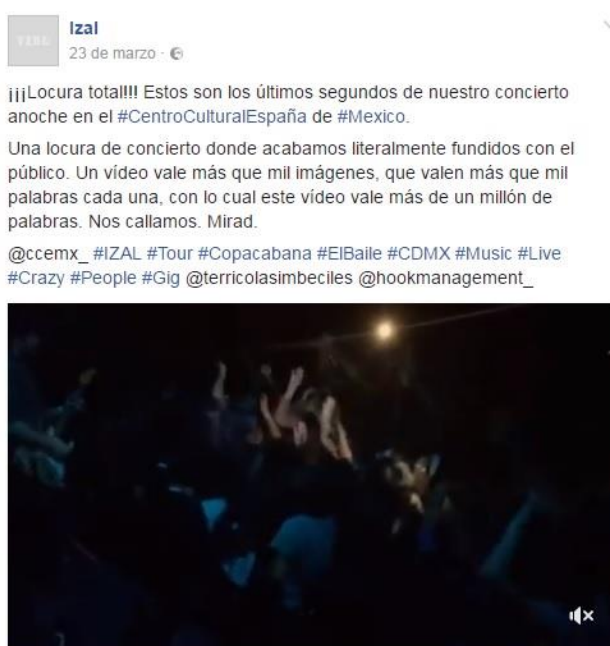 Izal
23 de marzo
¡¡¡Locura total!!! Estos son los últimos segundos de nuestro concierto
anoche en el #CentroCulturalEspaña de #Mexico.
Una locura de concierto donde acabamos literalmente fundidos con el
público. Un vídeo vale más que mil imágenes, que valen más que mil
palabras cada una, con lo cual este vídeo vale más de un millón de
palabras. Nos callamos. Mirad.
@ccemx_ #IZAL #Tour #Copacabana #ElBaile #CDMX #Music #Live
#Crazy #People #Gig @terricolasimbeciles @hookmanagement_